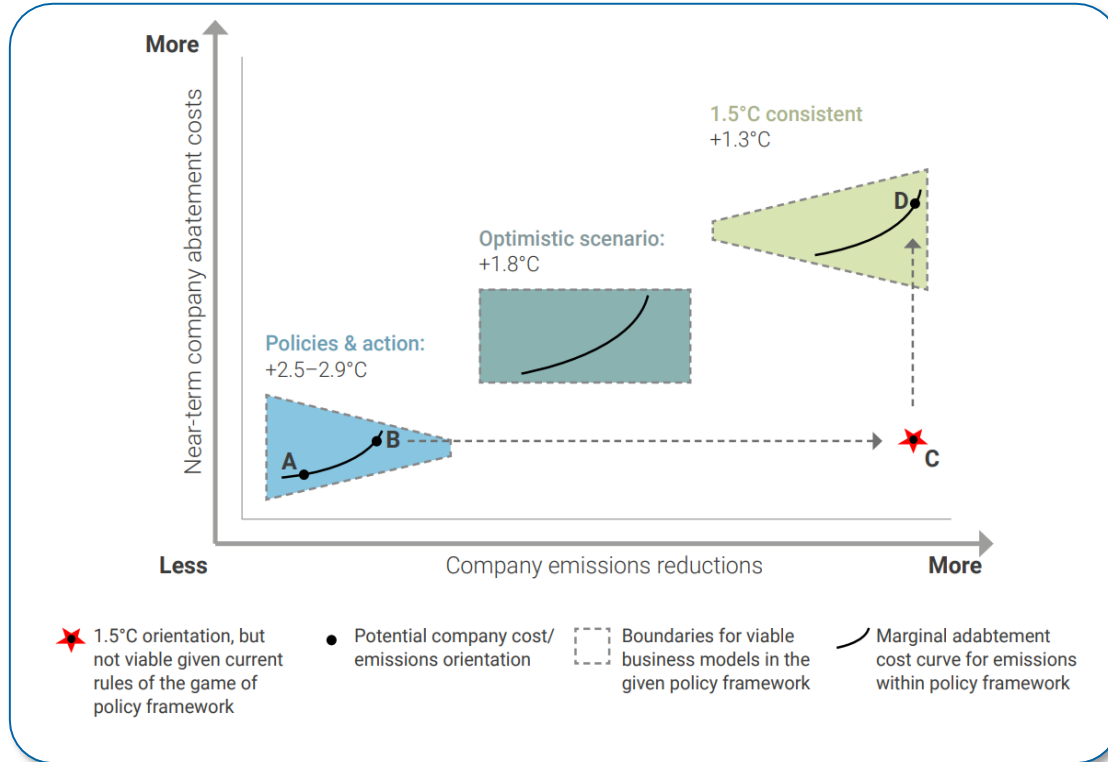 More
Near-term company abatement costs
1.5°C consistent
+1.3°C
D
Optimistic scenario:
+1.8°C
Policies & action:
+2.5–2.9°C
A
B
C
Less
Company emissions reductions
More
1.5°C orientation, but
not viable given current
rules of the game of
policy framework
Potential company cost/
emissions orientation
Boundaries for viable
business models in the
given policy framework
Marginal adabtement
cost curve for emissions
within policy framework